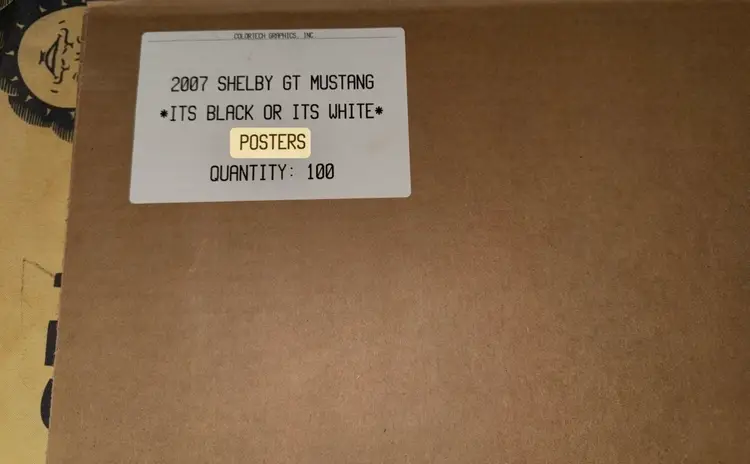 COLORTECH GRAPHICS, INC
2007 SHELBY GT MUSTANG
*ITS BLACK OR ITS WHITE*
POSTERS
QUANTITY: 100